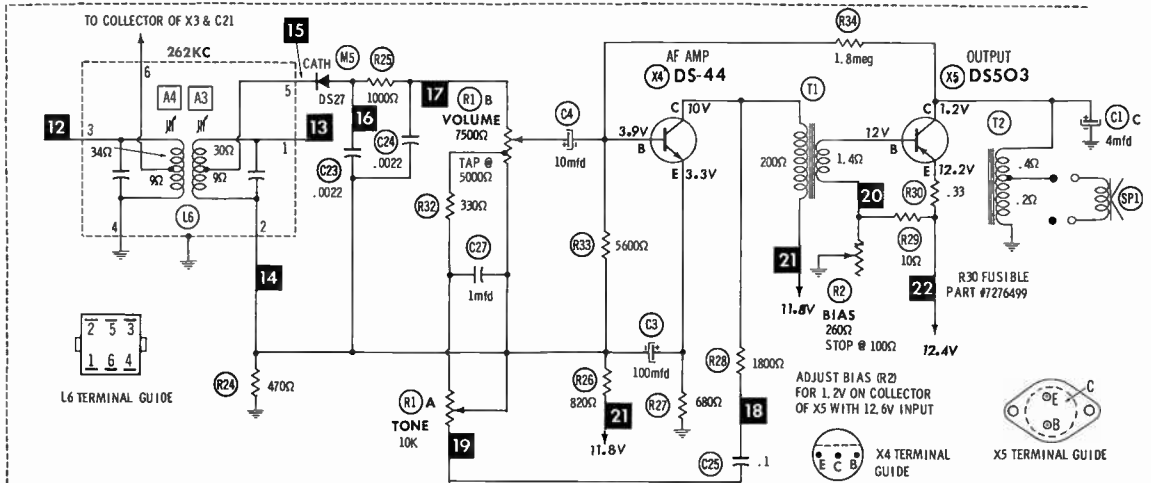 TO COLLECTOR OF X3 & C21
262KC
15
CATH
M5
R25
DS27
1000Ω
6
5
A4
A3
12
3
34Ω
9Ω
30Ω
9Ω
1
13
4
L6
2
16
C23
.0022
C24
.0022
17
R1 B
VOLUME
7500Ω
TAP @
5000Ω
R32
330Ω
C27
1mfd
C4
10mfd
R34
1.8meg
AF AMP
X4 DS-44
C
10V
3.9V
B
E
3.3V
R33
5600Ω
T1
200Ω
1.4Ω
OUTPUT
X5 DS503
C
1.2V
12V
B
E
12.2V
T2
C1 C
4mfd
.4Ω
.2Ω
SP1
20
R30
.33
R29
10Ω
21
11.8V
R2
BIAS
260Ω
STOP @ 100Ω
22
12.4V
R30 FUSIBLE
PART #7276499
14
2 5 3
1 6 4
L6 TERMINAL GUIDE
R24
470Ω
R1 A
TONE
10K
19
C3
100mfd
R26
820Ω
21
11.8V
R27
680Ω
R28
1800Ω
18
C25
.1
ADJUST BIAS (R2)
FOR 1.2V ON COLLECTOR
OF X5 WITH 12.6V INPUT
E C B
X4 TERMINAL
GUIDE
C
E
B
X5 TERMINAL GUIDE